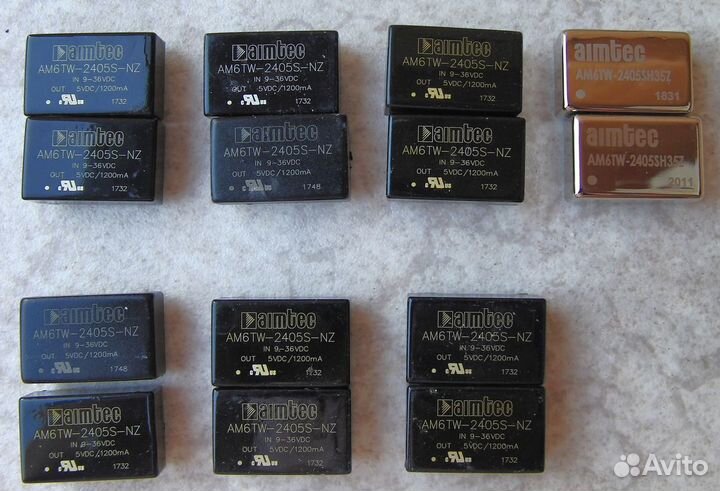 aimtec
AM6TW-2405S-NZ
IN 9-36VDC
OUT 5VDC/1200mA
1732
aimtec
AM6TW-2405S-NZ
IN 9-36VDC
OUT 5VDC/1200mA
1732
aimtec
AM6TW-2405S-NZ
IN 9-36VDC
OUT 5VDC/1200mA
1732
aimtec
AM6TW-2405SH35Z
1831
aimtec
AM6TW-2405S-NZ
IN 9-36VDC
OUT 5VDC/1200mA
1732
aimtec
AM6TW-2405S-NZ
IN 9-36VDC
OUT 5VDC/1200mA
1748
aimtec
AM6TW-2405S-NZ
IN 9-36VDC
OUT 5VDC/1200mA
1732
aimtec
AM6TW-2405SH35Z
2011
aimtec
AM6TW-2405S-NZ
IN 9-36VDC
OUT 5VDC/1200mA
1748
aimtec
AM6TW-2405S-NZ
IN 9-36VDC
OUT 5VDC/1200mA
1732
aimtec
AM6TW-2405S-NZ
IN 9-36VDC
OUT 5VDC/1200mA
1732
aimtec
AM6TW-2405S-NZ
IN 9-36VDC
OUT 5VDC/1200mA
1732
aimtec
AM6TW-2405S-NZ
IN 9-36VDC
OUT 5VDC/1200mA
1732
aimtec
AM6TW-2405S-NZ
IN 9-36VDC
OUT 5VDC/1200mA
1732
Avito